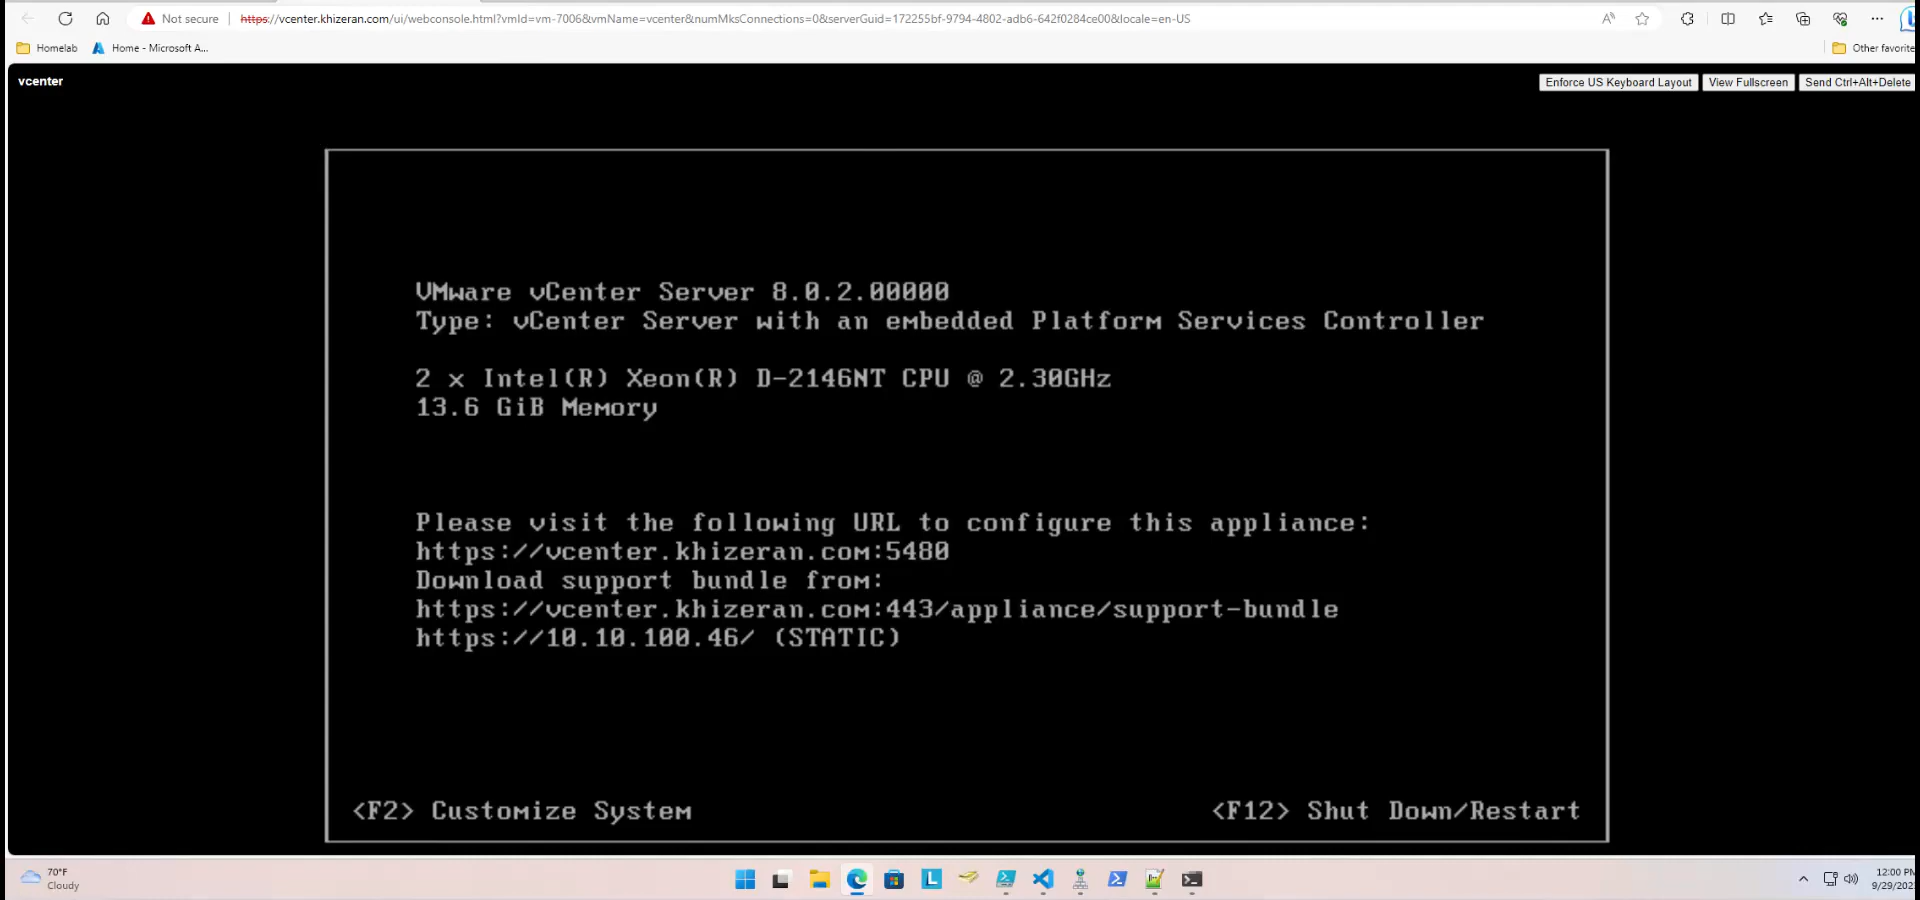 Not secure
https://vcenter.khizeran.com/ui/webconsole.html?vmId=vm-7006&vmName=vcenter&numMksConnections=0&serverGuid=172255bf-9794-4802-adb6-642f0284ce00&locale=en-US
Homelab
Home - Microsoft A...
Other favorite
vcenter
Enforce US Keyboard Layout
View Fullscreen
Send Ctrl+Alt+Delete
VMware vCenter Server 8.0.2.00000
Type: vCenter Server with an embedded Platform Services Controller
2 x Intel(R) Xeon(R) D-2146NT CPU @ 2.30GHz
13.6 GiB Memory
Please visit the following URL to configure this appliance:
https://vcenter.khizeran.com:5480
Download support bundle from:
https://vcenter.khizeran.com:443/appliance/support-bundle
https://10.10.100.46/ (STATIC)
<F2> Customize System
<F12> Shut Down/Restart
70°F
Cloudy
12:00 PM
9/29/202